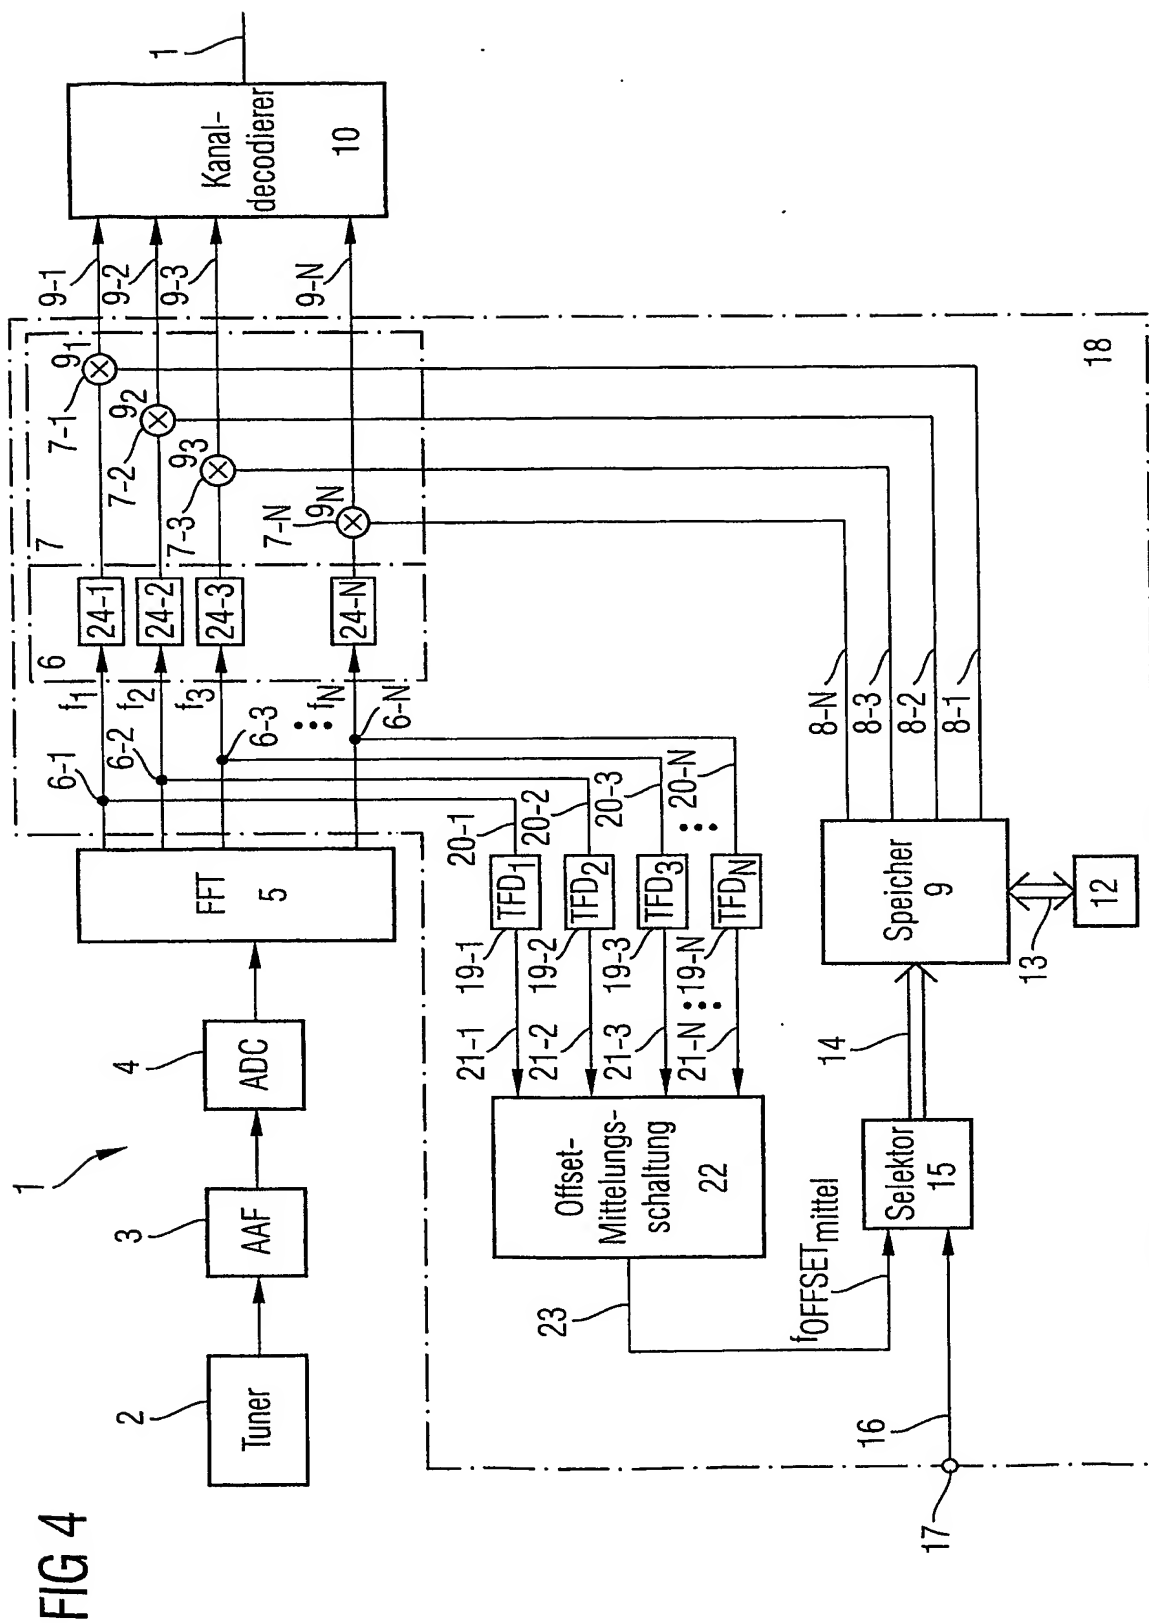 FIG 4
1
2
Tuner
3
AAF
4
ADC
FFT
5
6-1
6-2
6-3
6-N
f1
f2
f3
fN
6
24-1
24-2
24-3
24-N
7
7-1
7-2
7-3
7-N
91
92
93
9N
9-1
9-2
9-3
9-N
Kanal-
decodierer
10
1
20-1
20-2
20-3
20-N
TFD1
TFD2
TFD3
TFDN
19-1
19-2
19-3
19-N
21-1
21-2
21-3
21-N
Offset-
Mittelungs-
schaltung
22
23
fOFFSETmittel
Selektor
15
16
17
14
Speicher
9
13
12
8-N
8-3
8-2
8-1
18